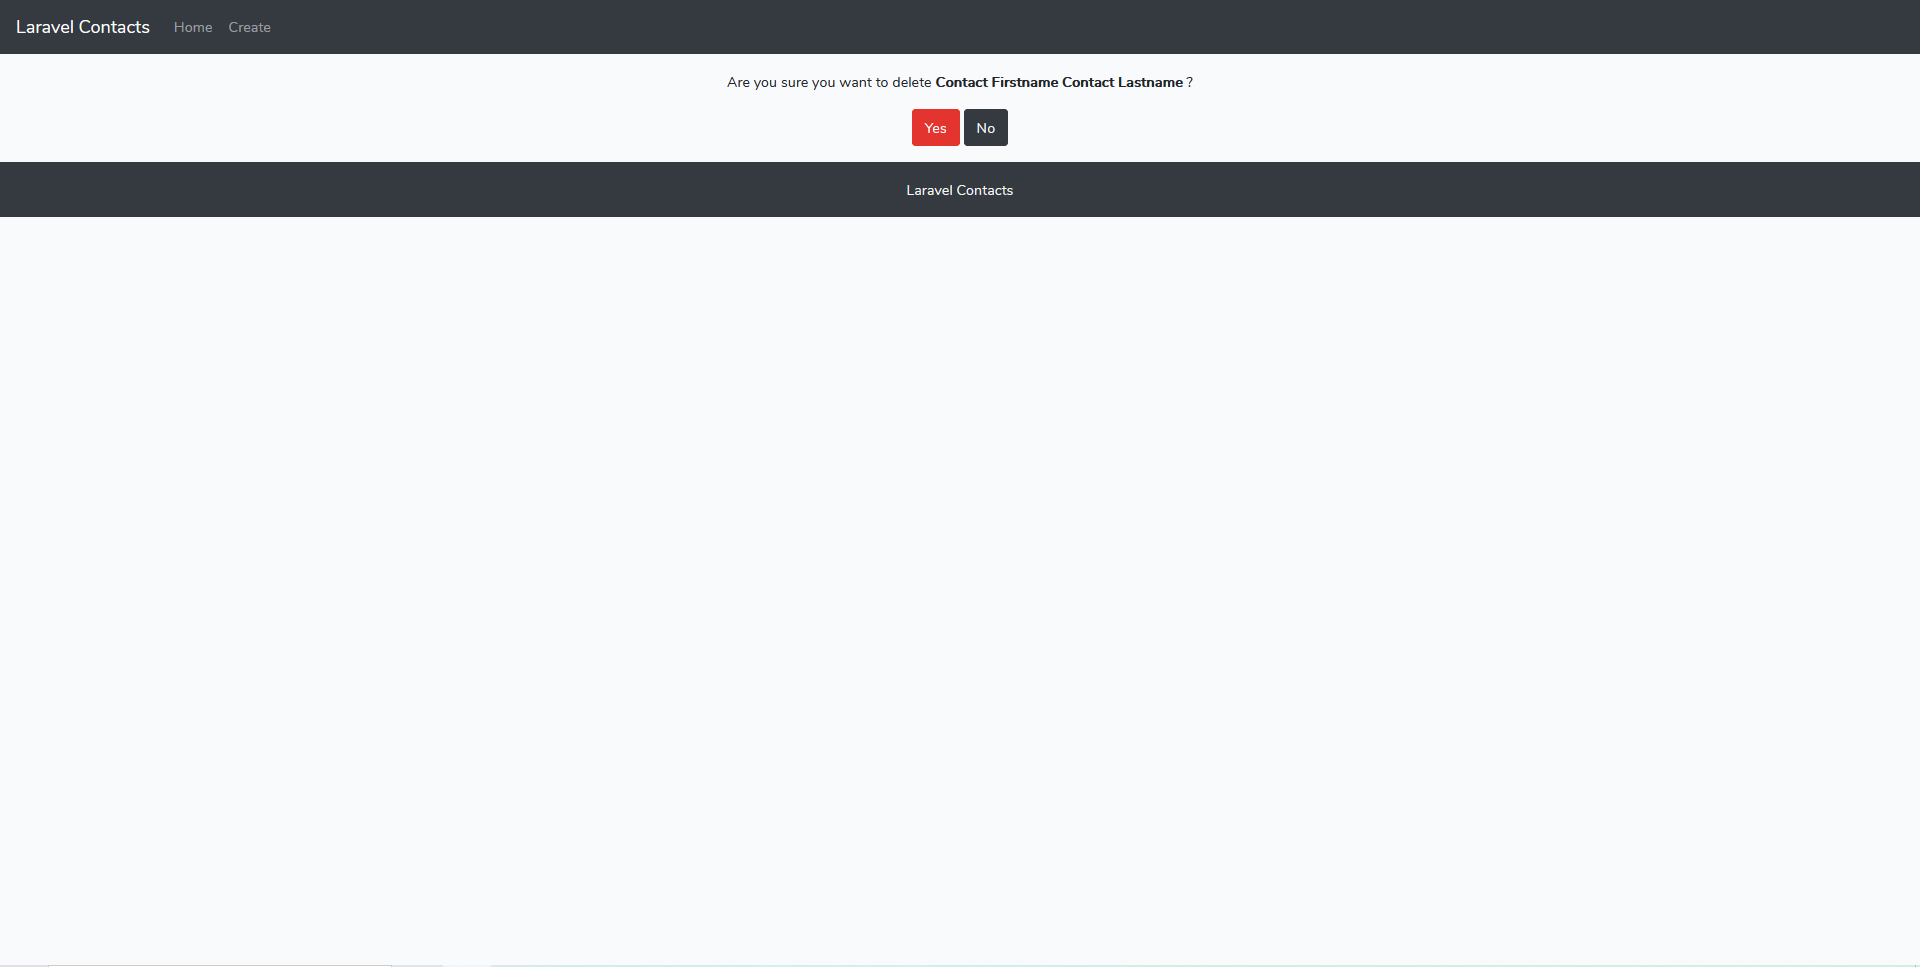 Laravel Contacts Home Create
Are you sure you want to delete Contact Firstname Contact Lastname ?
Yes No
Laravel Contacts